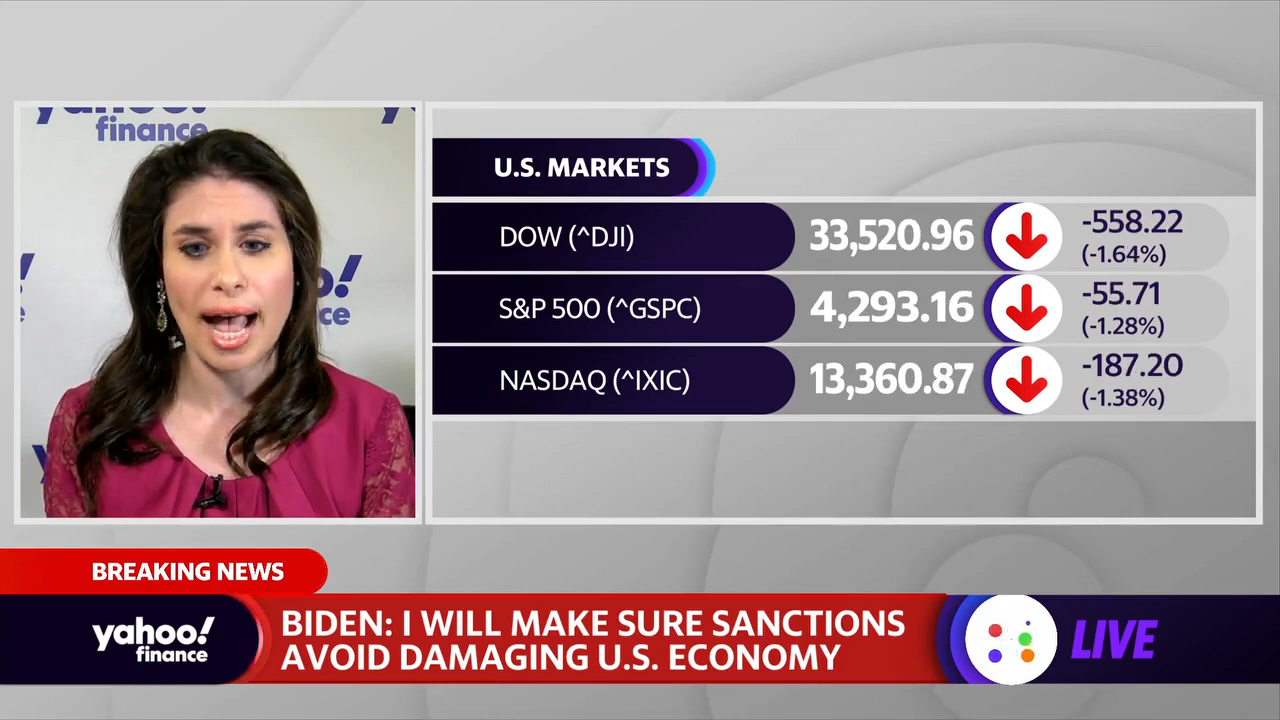 yahoo!
finance
finance
U.S. MARKETS
DOW (^DJI) 33,520.96 -558.22
(-1.64%)
S&P 500 (^GSPC) 4,293.16 -55.71
(-1.28%)
NASDAQ (^IXIC) 13,360.87 -187.20
(-1.38%)
BREAKING NEWS
yahoo!
finance
BIDEN: I WILL MAKE SURE SANCTIONS
AVOID DAMAGING U.S. ECONOMY
LIVE